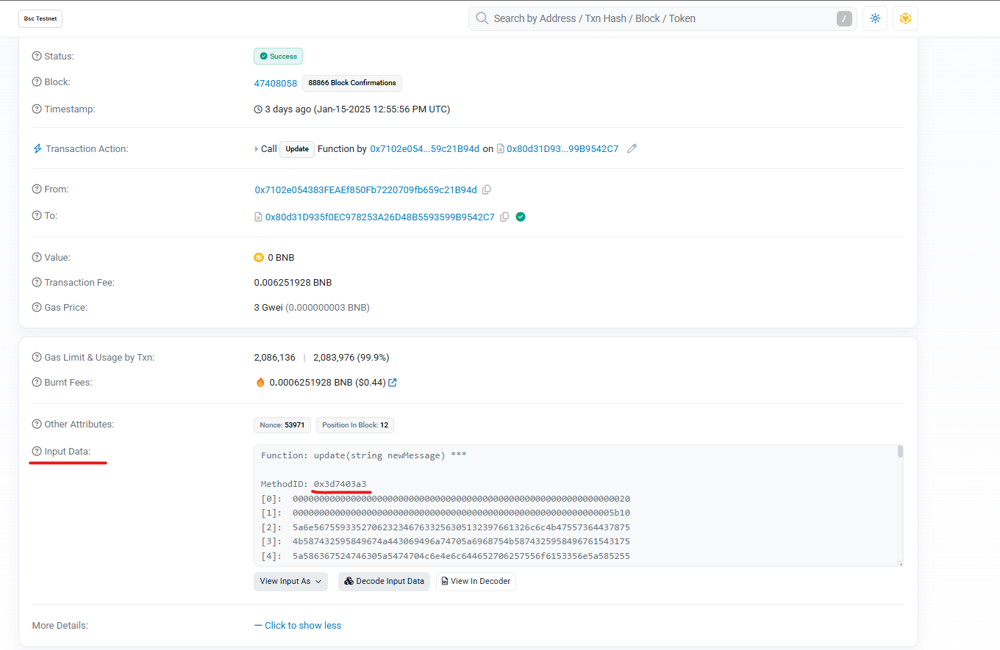 Bsc Testnet
Search by Address / Txn Hash / Block / Token /
Status: Success
Block: 47408058 88866 Block Confirmations
Timestamp: 3 days ago (Jan-15-2025 12:55:56 PM UTC)
Transaction Action: Call Update Function by 0x7102e054...59c21B94d on 0x80d31D93...99B9542C7
From: 0x7102e054383FEAEf850Fb7220709fb659c21B94d
To: 0x80d31D935f0EC978253A26D48B5593599B9542C7
Value: 0 BNB
Transaction Fee: 0.006251928 BNB
Gas Price: 3 Gwei (0.000000003 BNB)
Gas Limit & Usage by Txn: 2,086,136 | 2,083,976 (99.9%)
Burnt Fees: 0.0006251928 BNB ($0.44)
Other Attributes: Nonce: 53971 Position In Block: 12
Input Data:
Function: update(string newMessage) ***
MethodID: 0x3d7403a3
[0]: 0000000000000000000000000000000000000000000000000000000000000020
[1]: 0000000000000000000000000000000000000000000000000000000000005b10
[2]: 5a6e5675593352706232346763325630513239766132 6c6c4b47557364437875
[3]: 4b587432595849674a443069496a74705a6968754b5874325958496761543175
[4]: 5a586367524746305a5474704c6e4e6c644652706257556f6153356e5a585255
View Input As Decode Input Data View In Decoder
More Details: — Click to show less